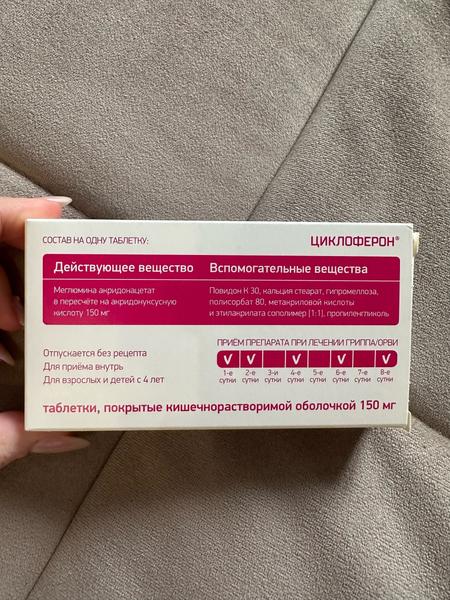 СОСТАВ НА ОДНУ ТАБЛЕТКУ:
ЦИКЛОФЕРОН®
Действующее вещество
Меглюмина акридонацетат
в пересчёте на акридонуксусную
кислоту 150 мг
Вспомогательные вещества
Повидон К 30, кальция стеарат, гипромеллоза,
полисорбат 80, метакриловой кислоты
и этилакрилата сополимер [1:1], пропиленгликоль
Отпускается без рецепта
Для приёма внутрь
Для взрослых и детей с 4 лет
ПРИЁМ ПРЕПАРАТА ПРИ ЛЕЧЕНИИ ГРИППА/ОРВИ
V V V V V
1-е 2-е 3-и 4-е 5-е 6-е 7-е 8-е
сутки сутки сутки сутки сутки сутки сутки сутки
таблетки, покрытые кишечнорастворимой оболочкой 150 мг